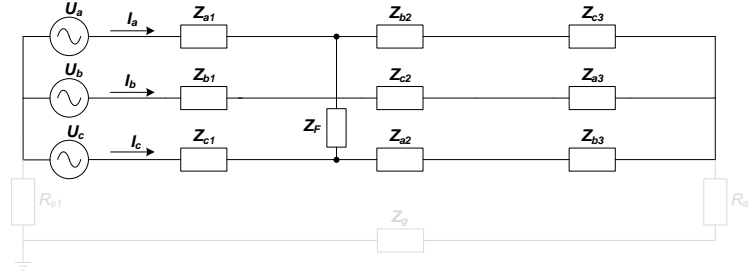 Ua Ia Za1 Zb2 Zc3
Ub Ib Zb1 Zc2 Za3
ZF
Uc Ic Zc1 Za2 Zb3
Re1 Re
Zg